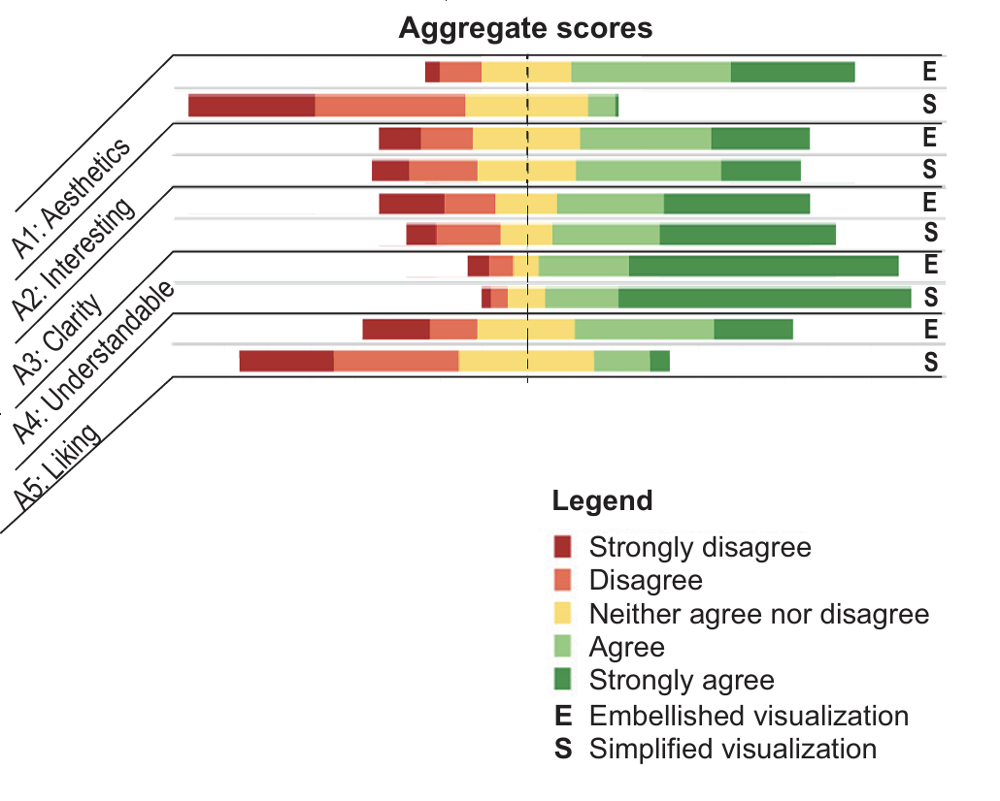 Aggregate scores
E
S
E
S
E
S
E
S
E
S
A1: Aesthetics
A2: Interesting
A3: Clarity
A4: Understandable
A5: Liking
Legend
Strongly disagree
Disagree
Neither agree nor disagree
Agree
Strongly agree
E Embellished visualization
S Simplified visualization